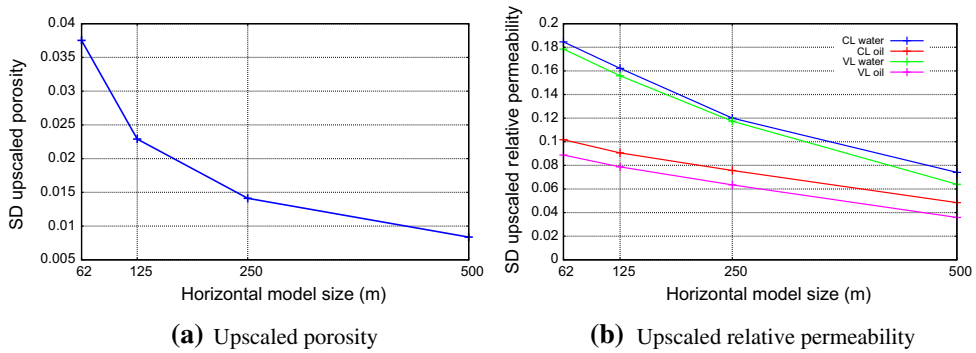 0.04
0.035
0.03
0.025
0.02
0.015
0.01
0.005
62
125
250
500
SD upscaled porosity
Horizontal model size (m)
(a) Upscaled porosity
0.2
0.18
0.16
0.14
0.12
0.1
0.08
0.06
0.04
0.02
0
62
125
250
500
SD upscaled relative permeability
Horizontal model size (m)
CL water
CL oil
VL water
VL oil
(b) Upscaled relative permeability